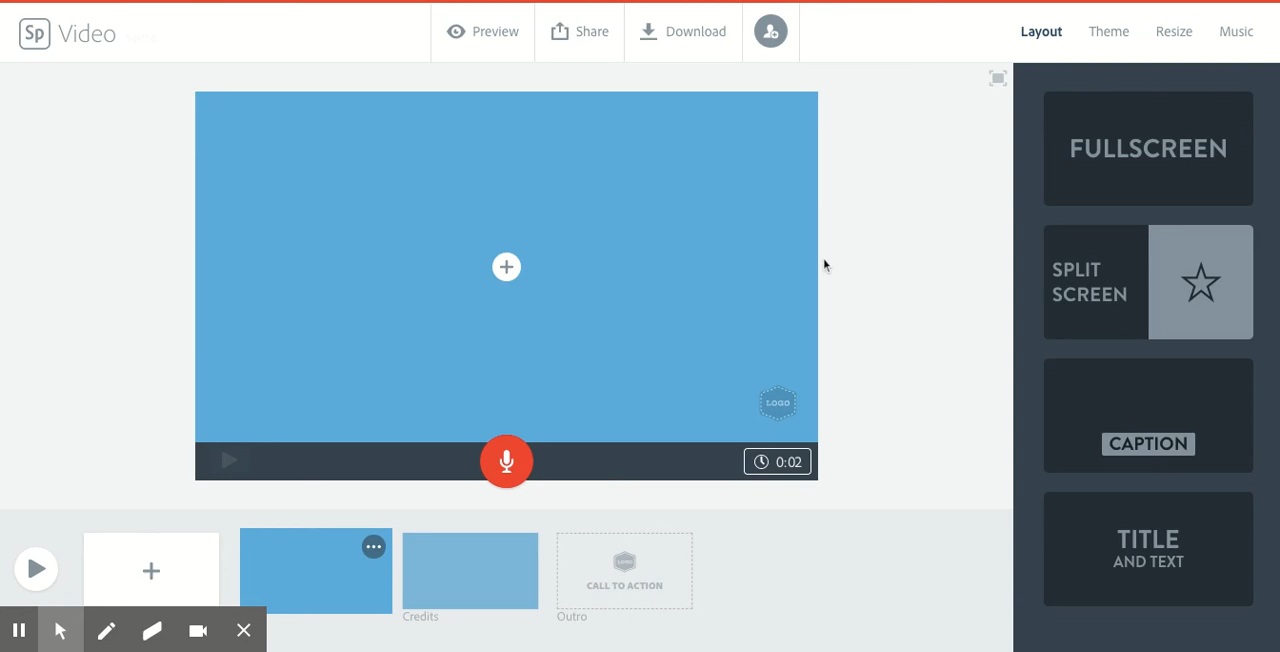 Sp Video
Preview
Share
Download
Layout
Theme
Resize
Music
FULLSCREEN
SPLIT
SCREEN
CAPTION
TITLE
AND TEXT
LOGO
0:02
LOGO
CALL TO ACTION
Credits
Outro